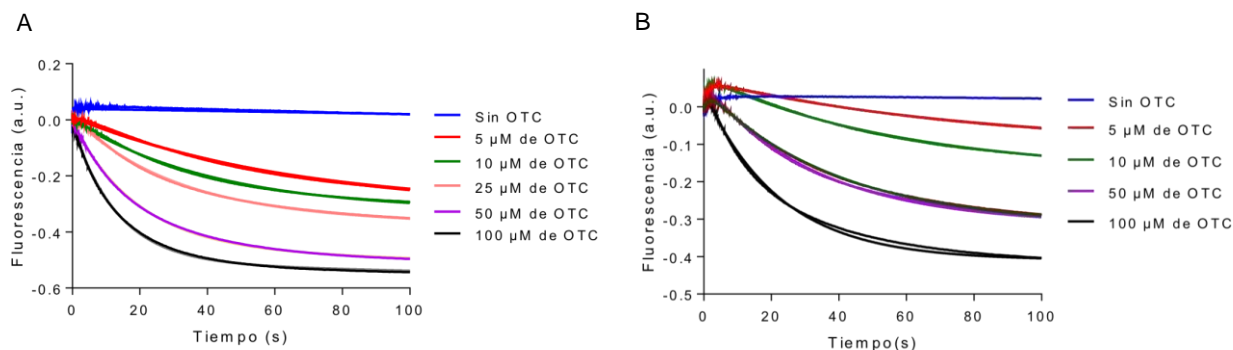 A
B
Fluorescencia (a.u.)
0.2
0.0
-0.2
-0.4
-0.6
0
20
40
60
80
100
Tiempo (s)
Sin OTC
5 µM de OTC
10 µM de OTC
25 µM de OTC
50 µM de OTC
100 µM de OTC
Fluorescencia (a.u.)
0.0
-0.1
-0.2
-0.3
-0.4
-0.5
0
20
40
60
80
100
Tiempo(s)
Sin OTC
5 µM de OTC
10 µM de OTC
50 µM de OTC
100 µM de OTC